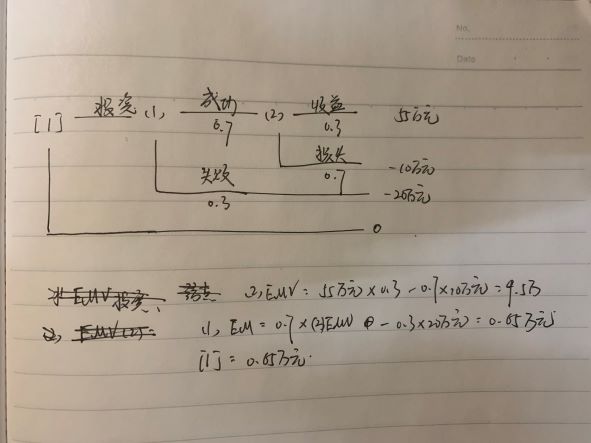 No.
Date
[1] 投资 (1) 成功 (2) 收益 55万元
0.7 0.3
损失 -10万元
0.7
失败 -20万元
0.3
0
EMV投资
结点 (2) EMV = 55万元×0.3 - 0.7×10万元 = 9.5万
(2) EMV(2)= (1) EM = 0.7×(2)EMV - 0.3×20万元 = 0.65万元
[1] = 0.65万元.